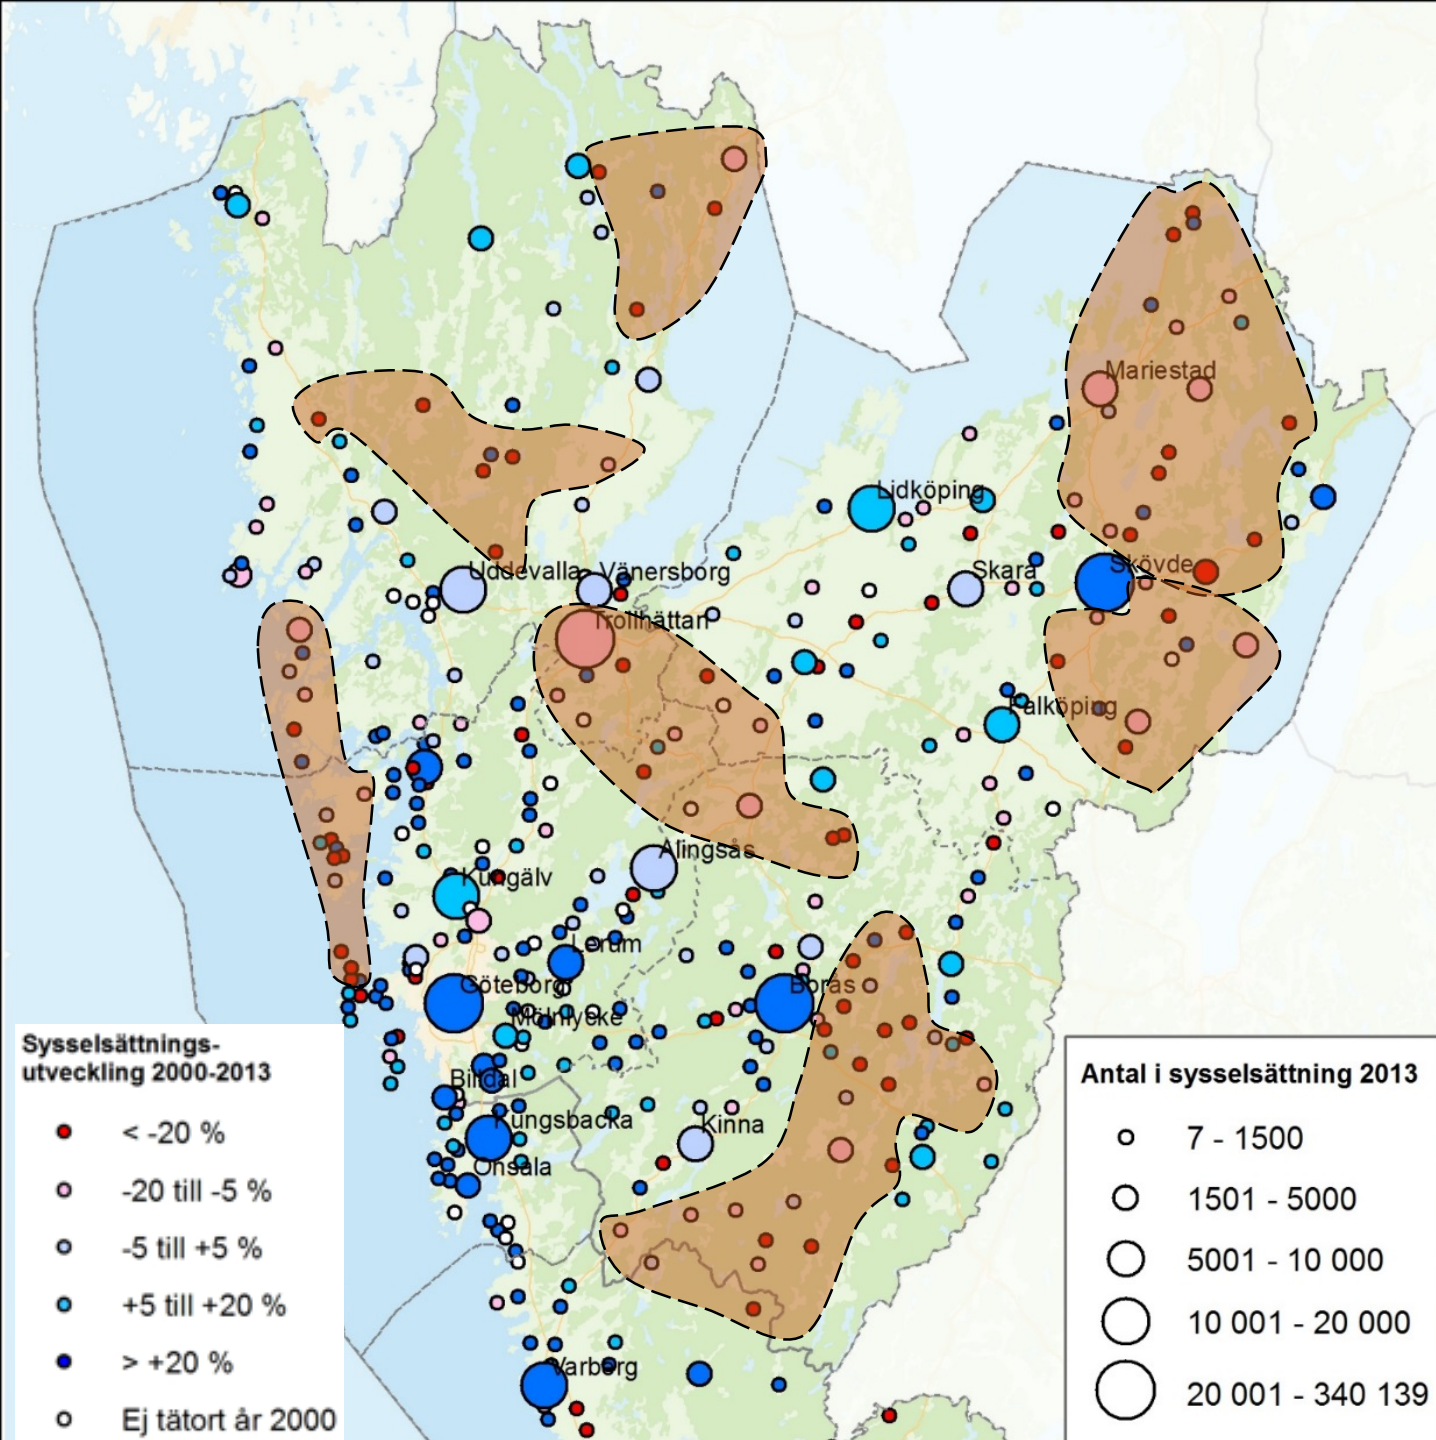 Mariestad
Lidköping
Skövde
Skara
Uddevalla
Vänersborg
Trollhättan
Falköping
Alingsås
Kungälv
Lerum
Göteborg
Borås
Mölnlycke
Billdal
Kungsbacka
Kinna
Onsala
Varberg
Sysselsättnings-
utveckling 2000-2013
< -20 %
-20 till -5 %
-5 till +5 %
+5 till +20 %
> +20 %
Ej tätort år 2000
Antal i sysselsättning 2013
7 - 1500
1501 - 5000
5001 - 10 000
10 001 - 20 000
20 001 - 340 139